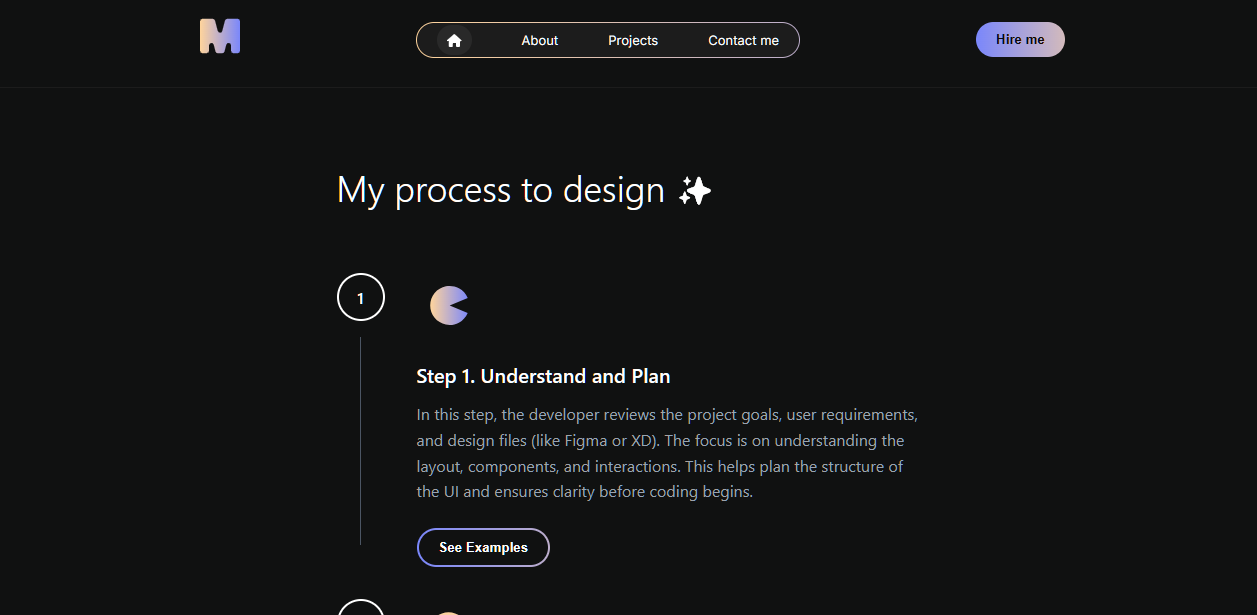 M
About
Projects
Contact me
Hire me
My process to design
1
Step 1. Understand and Plan
In this step, the developer reviews the project goals, user requirements,
and design files (like Figma or XD). The focus is on understanding the
layout, components, and interactions. This helps plan the structure of
the UI and ensures clarity before coding begins.
See Examples